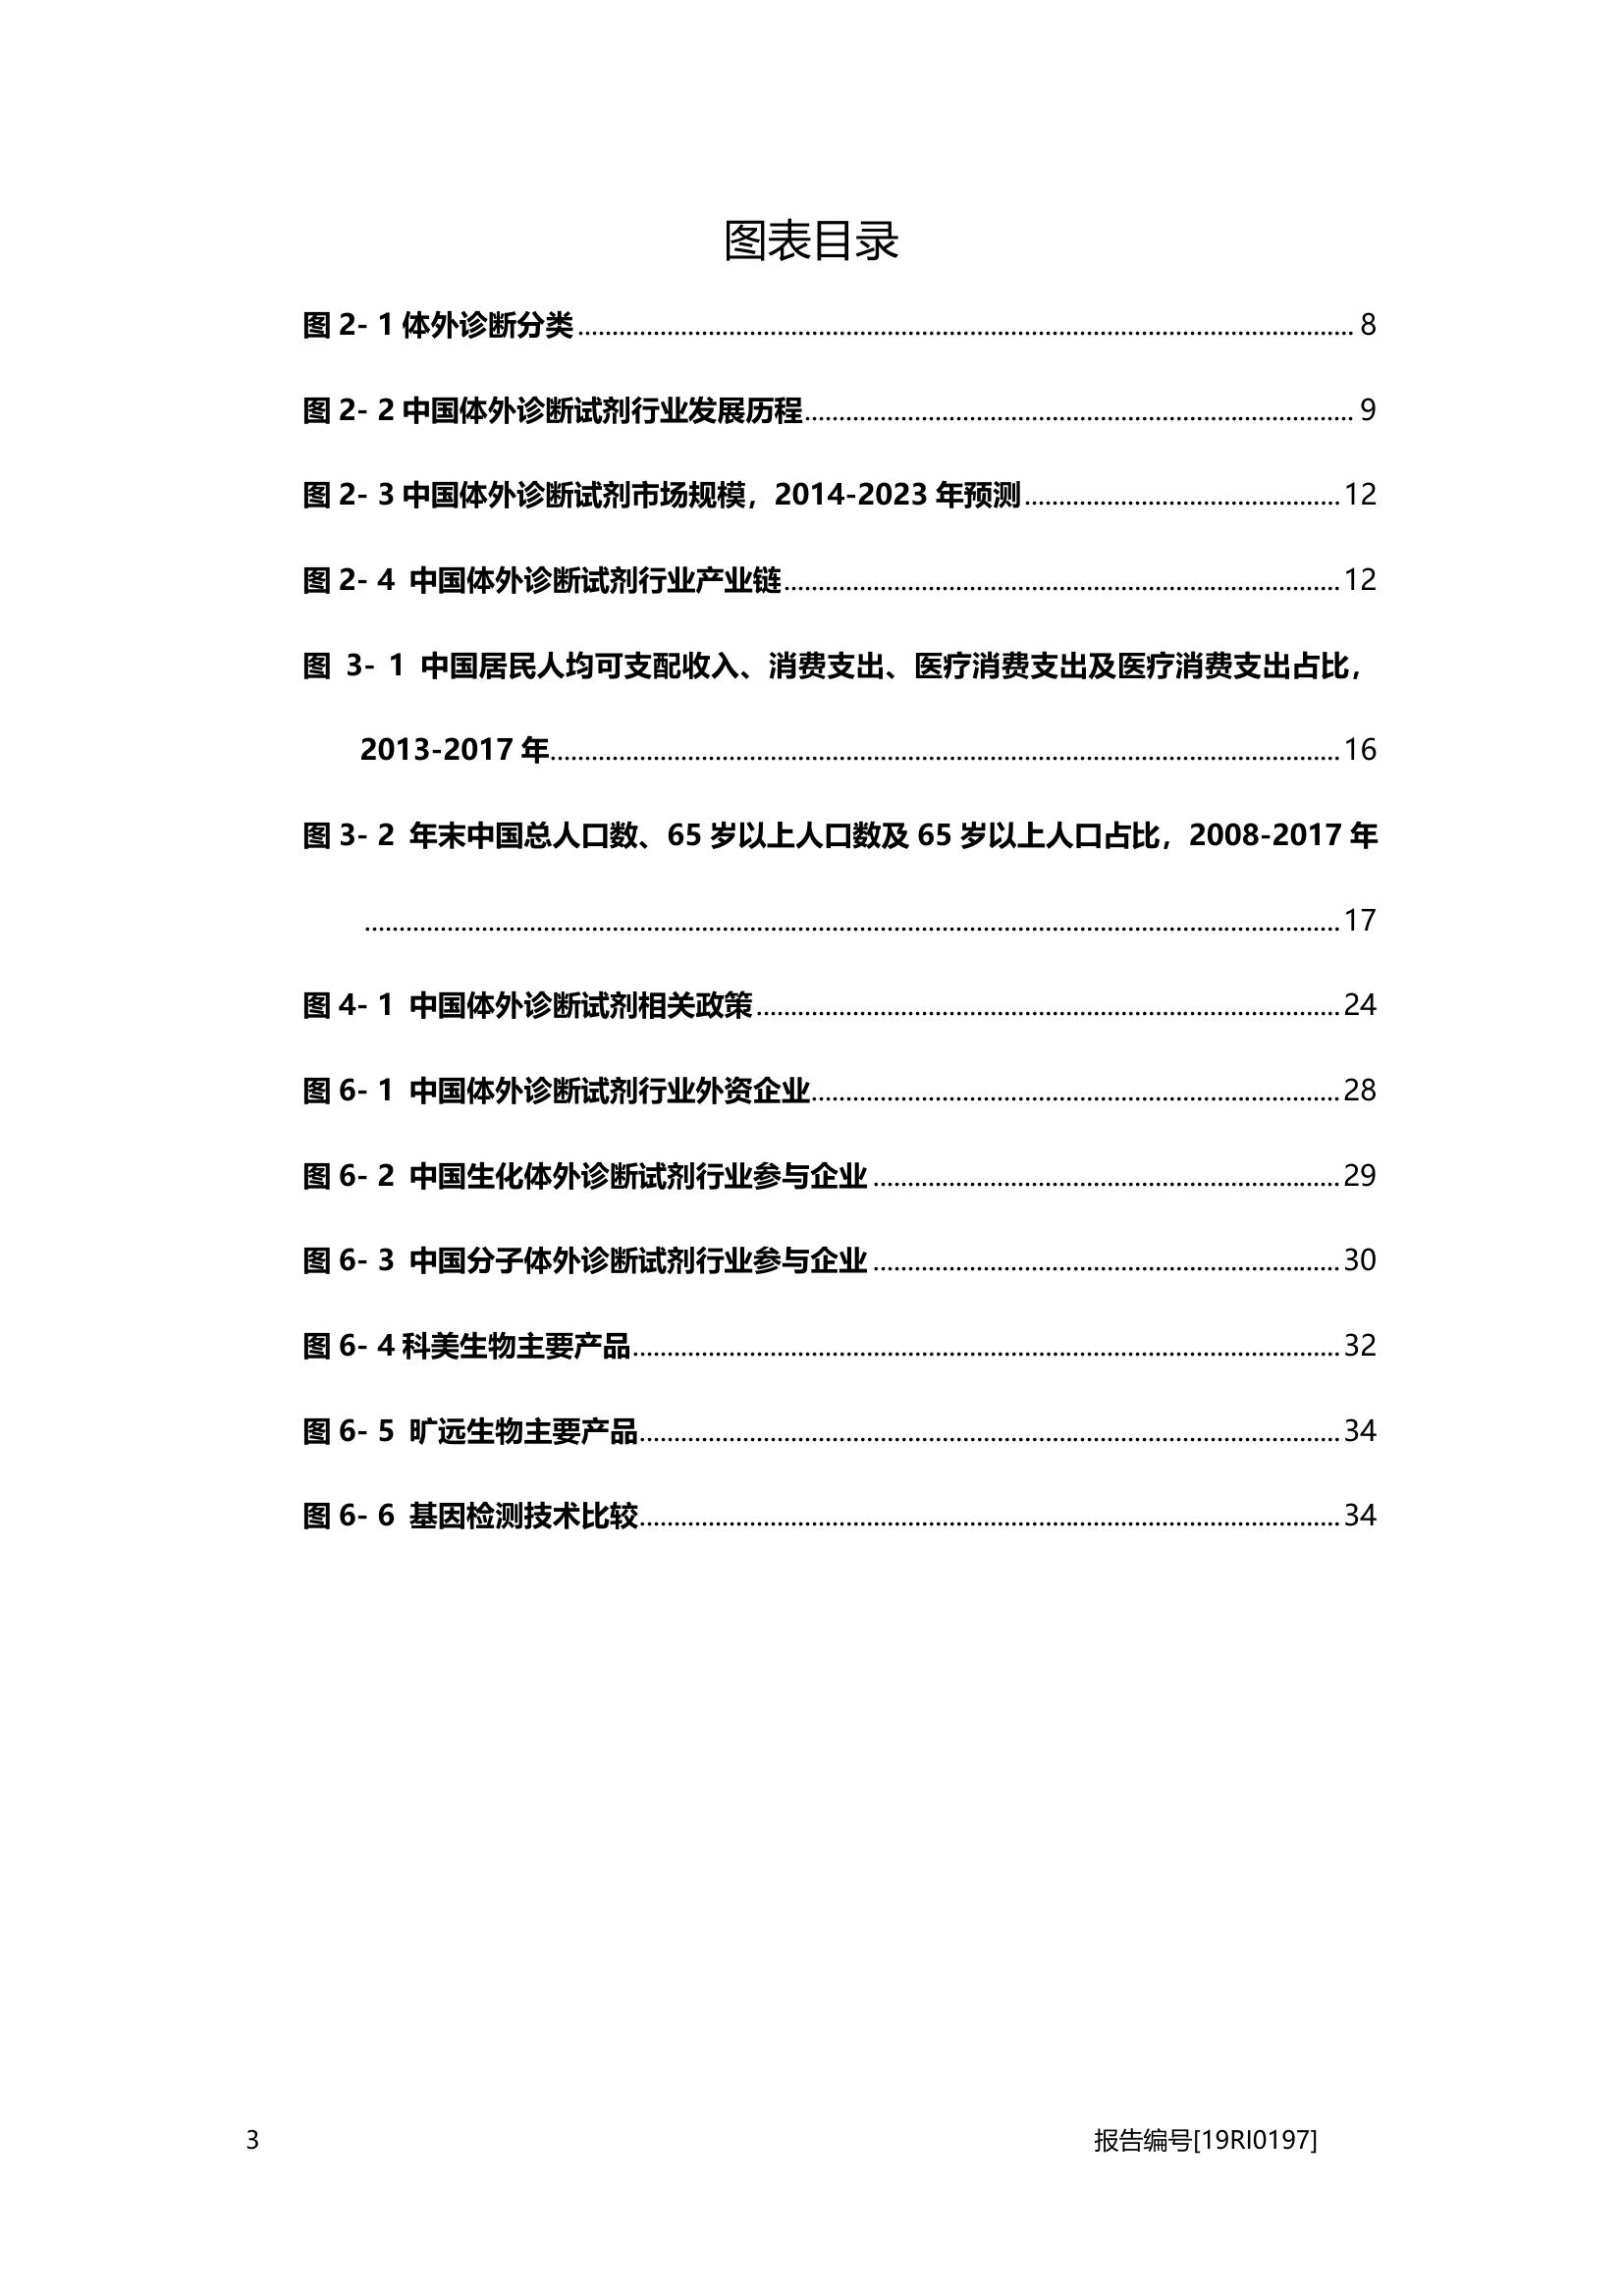 图表目录
图 2- 1 体外诊断分类........ 8
图 2- 2 中国体外诊断试剂行业发展历程........ 9
图 2- 3 中国体外诊断试剂市场规模，2014-2023 年预测........ 12
图 2- 4 中国体外诊断试剂行业产业链........ 12
图 3- 1 中国居民人均可支配收入、消费支出、医疗消费支出及医疗消费支出占比，
2013-2017 年........ 16
图 3- 2 年末中国总人口数、65 岁以上人口数及 65 岁以上人口占比，2008-2017 年
........ 17
图 4- 1 中国体外诊断试剂相关政策........ 24
图 6- 1 中国体外诊断试剂行业外资企业........ 28
图 6- 2 中国生化体外诊断试剂行业参与企业........ 29
图 6- 3 中国分子体外诊断试剂行业参与企业........ 30
图 6- 4 科美生物主要产品........ 32
图 6- 5 旷远生物主要产品........ 34
图 6- 6 基因检测技术比较........ 34
3 报告编号[19RI0197]